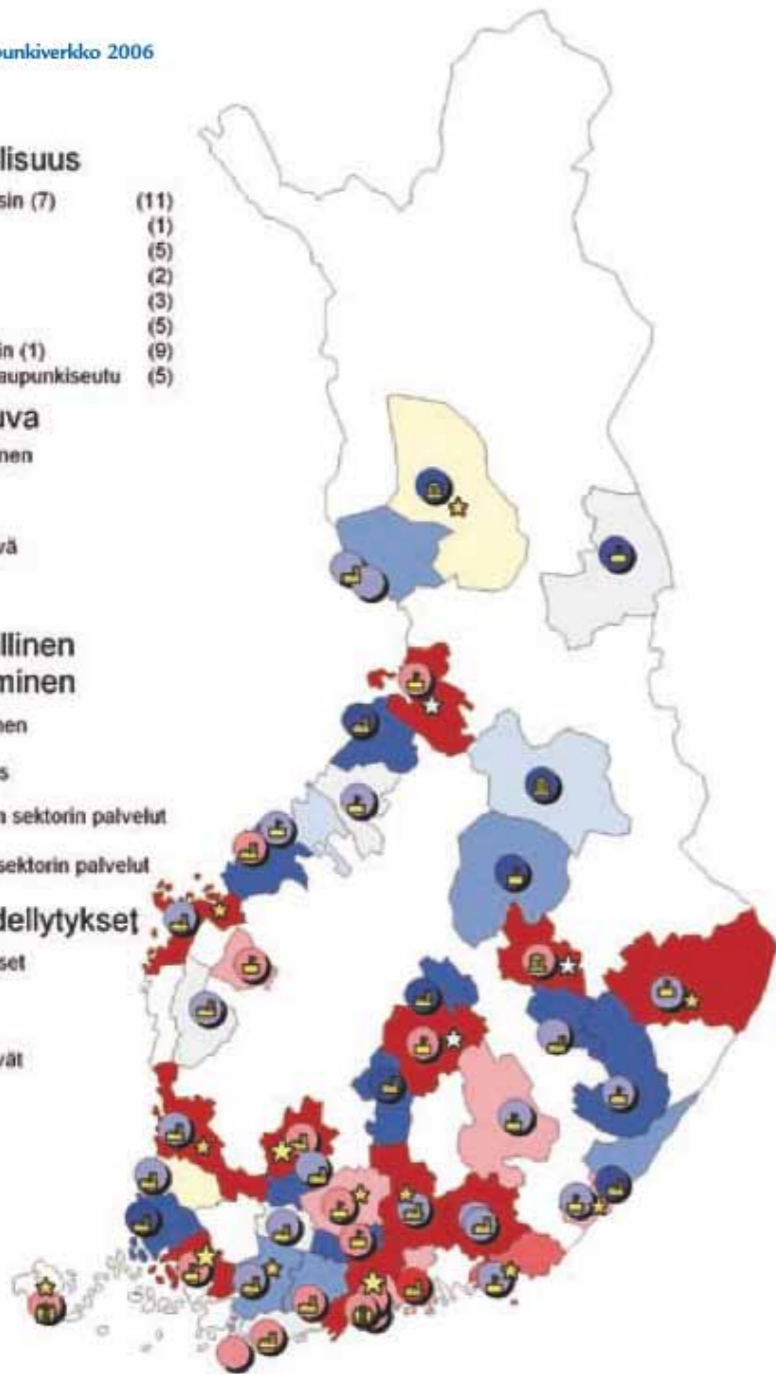 punkiverkko 2006
lisuus
sin (7) (11)
(1)
(5)
(2)
(3)
(5)
in (1) (9)
aupunkiseutu (5)
uva
nen
vä
llinen
minen
nen
s
n sektorin palvelut
sektorin palvelut
dellytykset
set
vät